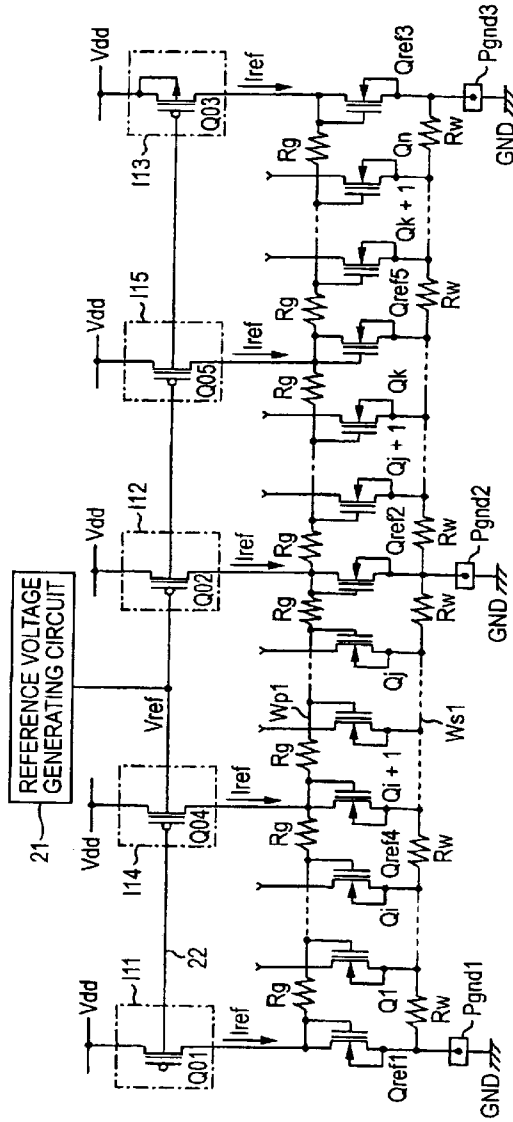 REFERENCE VOLTAGE
GENERATING CIRCUIT
21
Vref
22
Vdd
Vdd
Vdd
Vdd
Vdd
I11
I14
I12
I15
I13
Q01
Q04
Q02
Q05
Q03
Iref
Iref
Iref
Iref
Iref
Rg
Rg
Rg
Rg
Rg
Rg
Rg
Rg
Wp1
Qref1
Q1
Qi
Qref4
Qi + 1
Qj
Qref2
Qj + 1
Qk
Qref5
Qk + 1
Qn
Qref3
Rw
Rw
Rw
Rw
Rw
Rw
Ws1
Pgnd1
Pgnd2
Pgnd3
GND
GND
GND